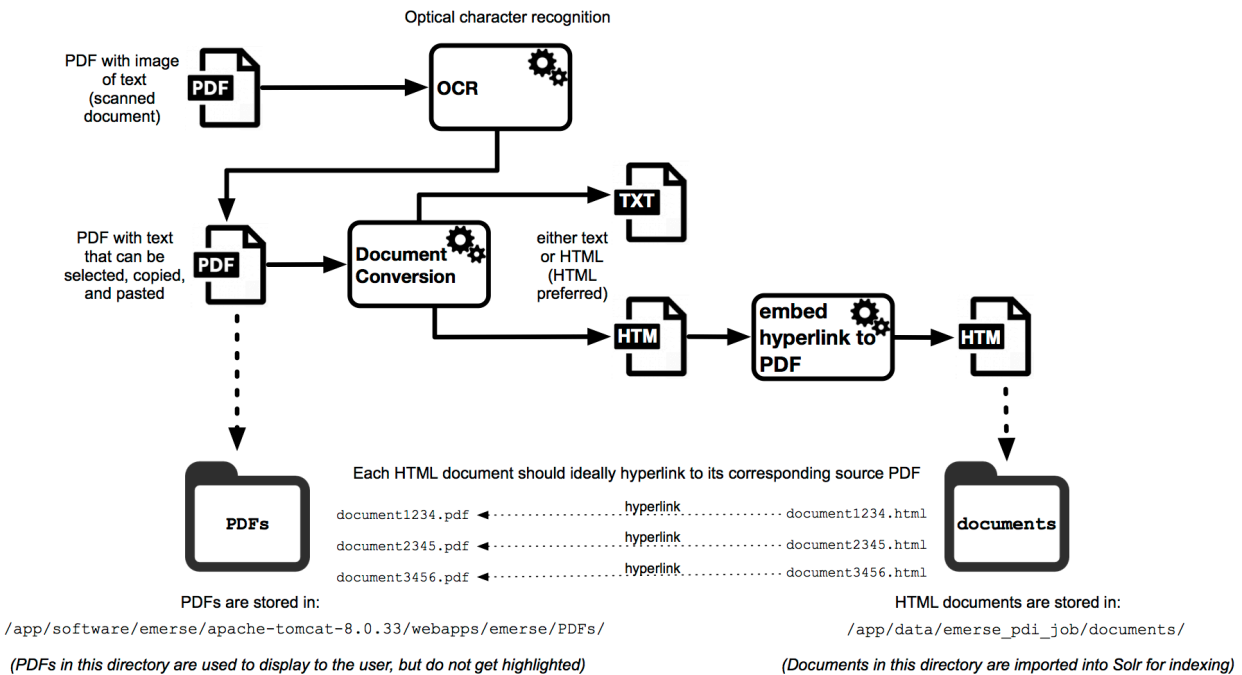 Optical character recognition
PDF with image
of text
(scanned
document)
PDF
OCR
TXT
PDF with text
that can be
selected, copied,
and pasted
PDF
Document
Conversion
either text
or HTML
(HTML
preferred)
HTM
embed
hyperlink to
PDF
HTM
Each HTML document should ideally hyperlink to its corresponding source PDF
PDFs
document1234.pdf
hyperlink
document1234.html
document2345.pdf
hyperlink
document2345.html
document3456.pdf
hyperlink
document3456.html
documents
PDFs are stored in:
/app/software/emerse/apache-tomcat-8.0.33/webapps/emerse/PDFs/
(PDFs in this directory are used to display to the user, but do not get highlighted)
HTML documents are stored in:
/app/data/emerse_pdi_job/documents/
(Documents in this directory are imported into Solr for indexing)